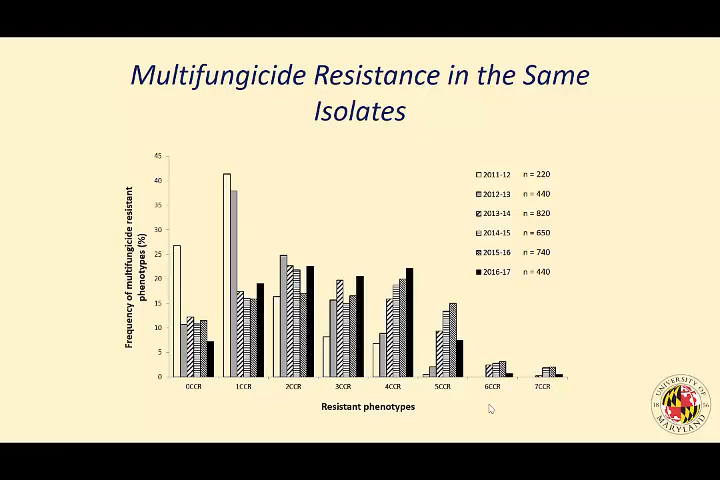 Multifungicide Resistance in the Same
Isolates
Frequency of multifungicide resistant
phenotypes (%)
45
40
35
30
25
20
15
10
5
0
2011-12 n = 220
2012-13 n = 440
2013-14 n = 820
2014-15 n = 650
2015-16 n = 740
2016-17 n = 440
0CCR 1CCR 2CCR 3CCR 4CCR 5CCR 6CCR 7CCR
Resistant phenotypes
UNIVERSITY OF
18 56
MARYLAND